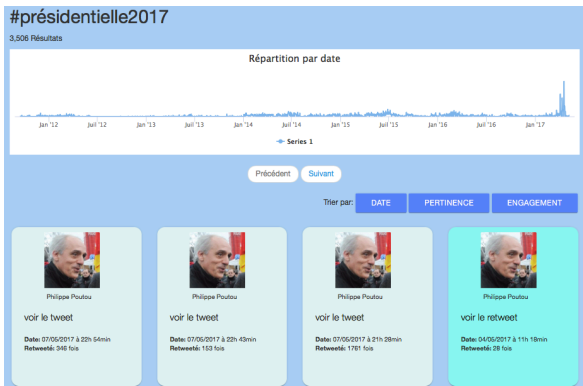 #présidentielle2017
3,506 Résultats
Répartition par date
Jan '12 Juil '12 Jan '13 Juil '13 Jan '14 Juil '14 Jan '15 Juil '15 Jan '16 Juil '16 Jan '17
Series 1
Précédent Suivant
Trier par: DATE PERTINENCE ENGAGEMENT
Philippe Poutou Philippe Poutou Philippe Poutou Philippe Poutou
voir le tweet voir le tweet voir le tweet voir le retweet
Date: 07/05/2017 à 22h 54min Date: 07/05/2017 à 22h 43min Date: 07/05/2017 à 21h 28min Date: 04/05/2017 à 11h 18min
Retweeté: 346 fois Retweeté: 153 fois Retweeté: 1761 fois Retweeté: 28 fois